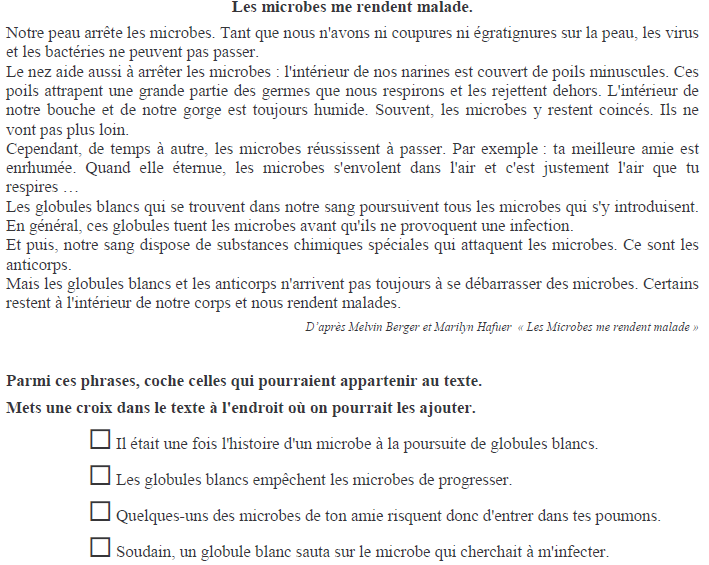 Les microbes me rendent malade.
Notre peau arrête les microbes. Tant que nous n'avons ni coupures ni égratignures sur la peau, les virus
et les bactéries ne peuvent pas passer.
Le nez aide aussi à arrêter les microbes : l'intérieur de nos narines est couvert de poils minuscules. Ces
poils attrapent une grande partie des germes que nous respirons et les rejettent dehors. L'intérieur de
notre bouche et de notre gorge est toujours humide. Souvent, les microbes y restent coincés. Ils ne
vont pas plus loin.
Cependant, de temps à autre, les microbes réussissent à passer. Par exemple : ta meilleure amie est
enrhumée. Quand elle éternue, les microbes s'envolent dans l'air et c'est justement l'air que tu
respires …
Les globules blancs qui se trouvent dans notre sang poursuivent tous les microbes qui s'y introduisent.
En général, ces globules tuent les microbes avant qu'ils ne provoquent une infection.
Et puis, notre sang dispose de substances chimiques spéciales qui attaquent les microbes. Ce sont les
anticorps.
Mais les globules blancs et les anticorps n'arrivent pas toujours à se débarrasser des microbes. Certains
restent à l'intérieur de notre corps et nous rendent malades.
D'après Melvin Berger et Marilyn Hafuer « Les Microbes me rendent malade »
Parmi ces phrases, coche celles qui pourraient appartenir au texte.
Mets une croix dans le texte à l'endroit où on pourrait les ajouter.
Il était une fois l'histoire d'un microbe à la poursuite de globules blancs.
Les globules blancs empêchent les microbes de progresser.
Quelques-uns des microbes de ton amie risquent donc d'entrer dans tes poumons.
Soudain, un globule blanc sauta sur le microbe qui cherchait à m'infecter.